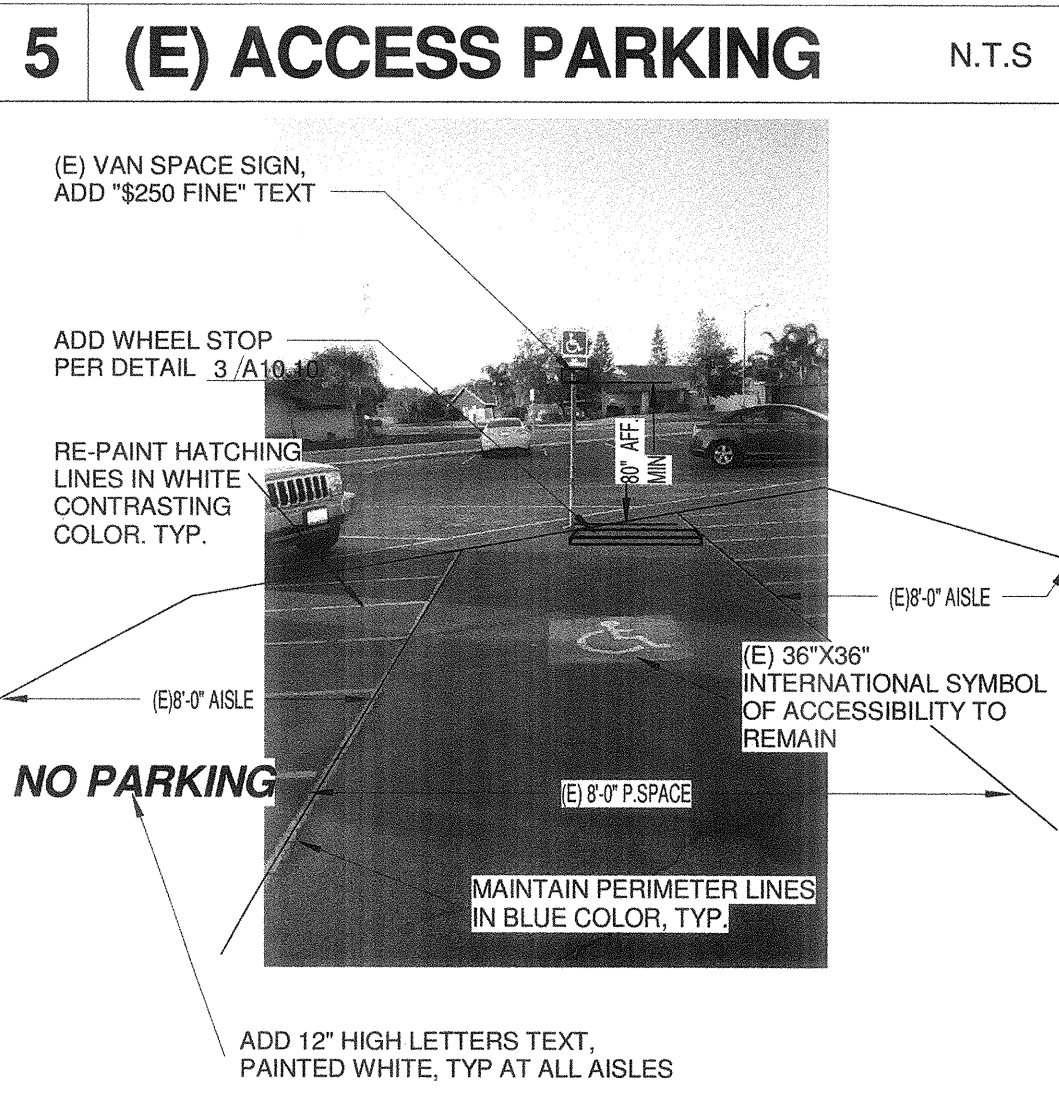 5 (E) ACCESS PARKING N.T.S
(E) VAN SPACE SIGN,
ADD "$250 FINE" TEXT
ADD WHEEL STOP
PER DETAIL 3 /A10.10
RE-PAINT HATCHING
LINES IN WHITE
CONTRASTING
COLOR. TYP.
80" AFF.
MIN
(E)8'-0" AISLE
(E) 36"X36"
INTERNATIONAL SYMBOL
OF ACCESSIBILITY TO
REMAIN
(E)8'-0" AISLE
NO PARKING
(E) 8'-0" P.SPACE
MAINTAIN PERIMETER LINES
IN BLUE COLOR, TYP.
ADD 12" HIGH LETTERS TEXT,
PAINTED WHITE, TYP AT ALL AISLES